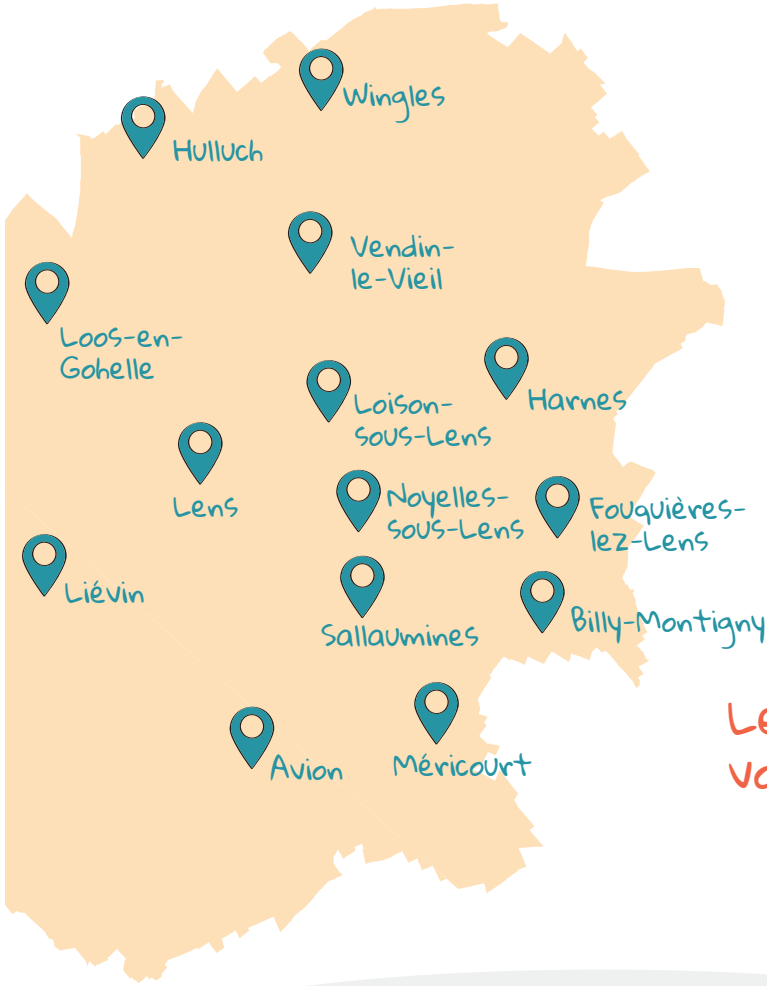 Wingles
Hulluch
Vendin-
le-Vieil
Loos-en-
Gohelle
Harnes
Loison-
sous-Lens
Lens
Noyelles-
sous-Lens
Fouquières-
lez-Lens
Liévin
Billy-Montigny
Sallaumines
Avion
Méricourt